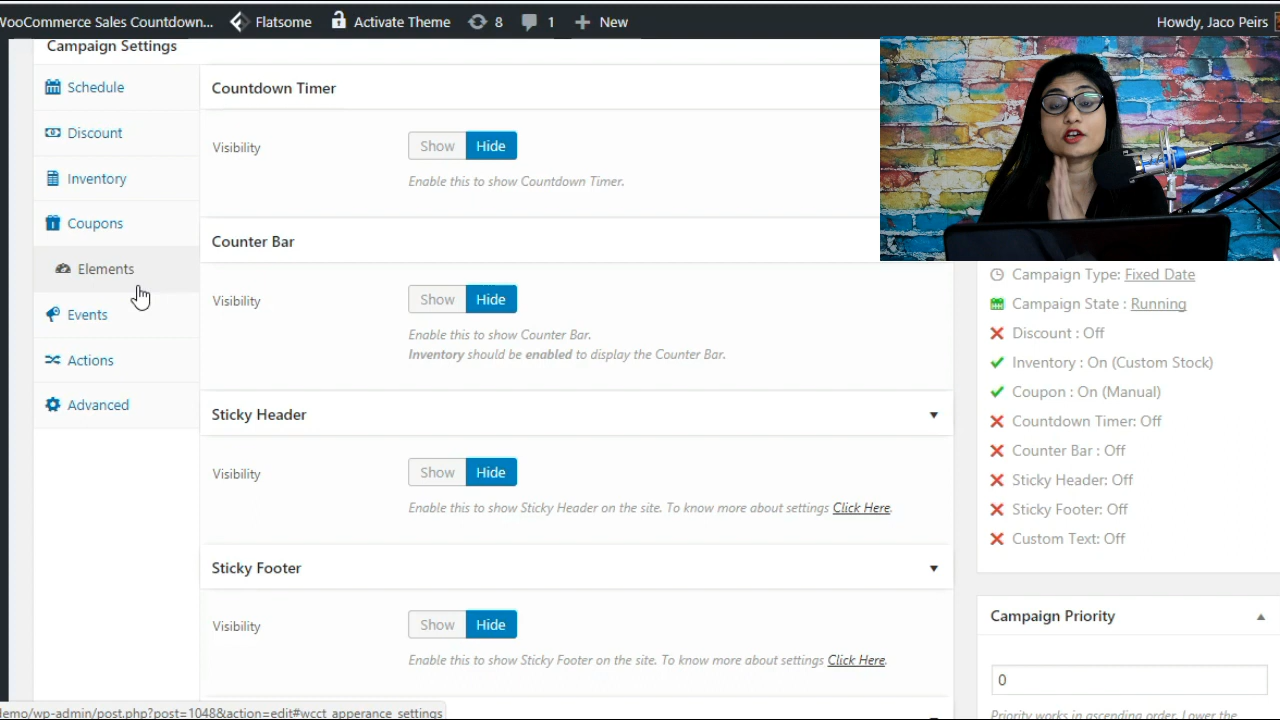 WooCommerce Sales Countdown...
Flatsome
Activate Theme
8
1
New
Howdy, Jaco Peirs
Campaign Settings
Schedule
Discount
Inventory
Coupons
Elements
Events
Actions
Advanced
Countdown Timer
Visibility
Show Hide
Enable this to show Countdown Timer.
Counter Bar
Visibility
Show Hide
Enable this to show Counter Bar.
Inventory should be enabled to display the Counter Bar.
Sticky Header
Visibility
Show Hide
Enable this to show Sticky Header on the site. To know more about settings Click Here.
Sticky Footer
Visibility
Show Hide
Enable this to show Sticky Footer on the site. To know more about settings Click Here.
Campaign Type: Fixed Date
Campaign State : Running
Discount : Off
Inventory : On (Custom Stock)
Coupon : On (Manual)
Countdown Timer: Off
Counter Bar : Off
Sticky Header: Off
Sticky Footer: Off
Custom Text: Off
Campaign Priority
0
Priority works in ascending order. Lower the
demo/wp-admin/post.php?post=1048&action=edit#wcct_apperance_settings